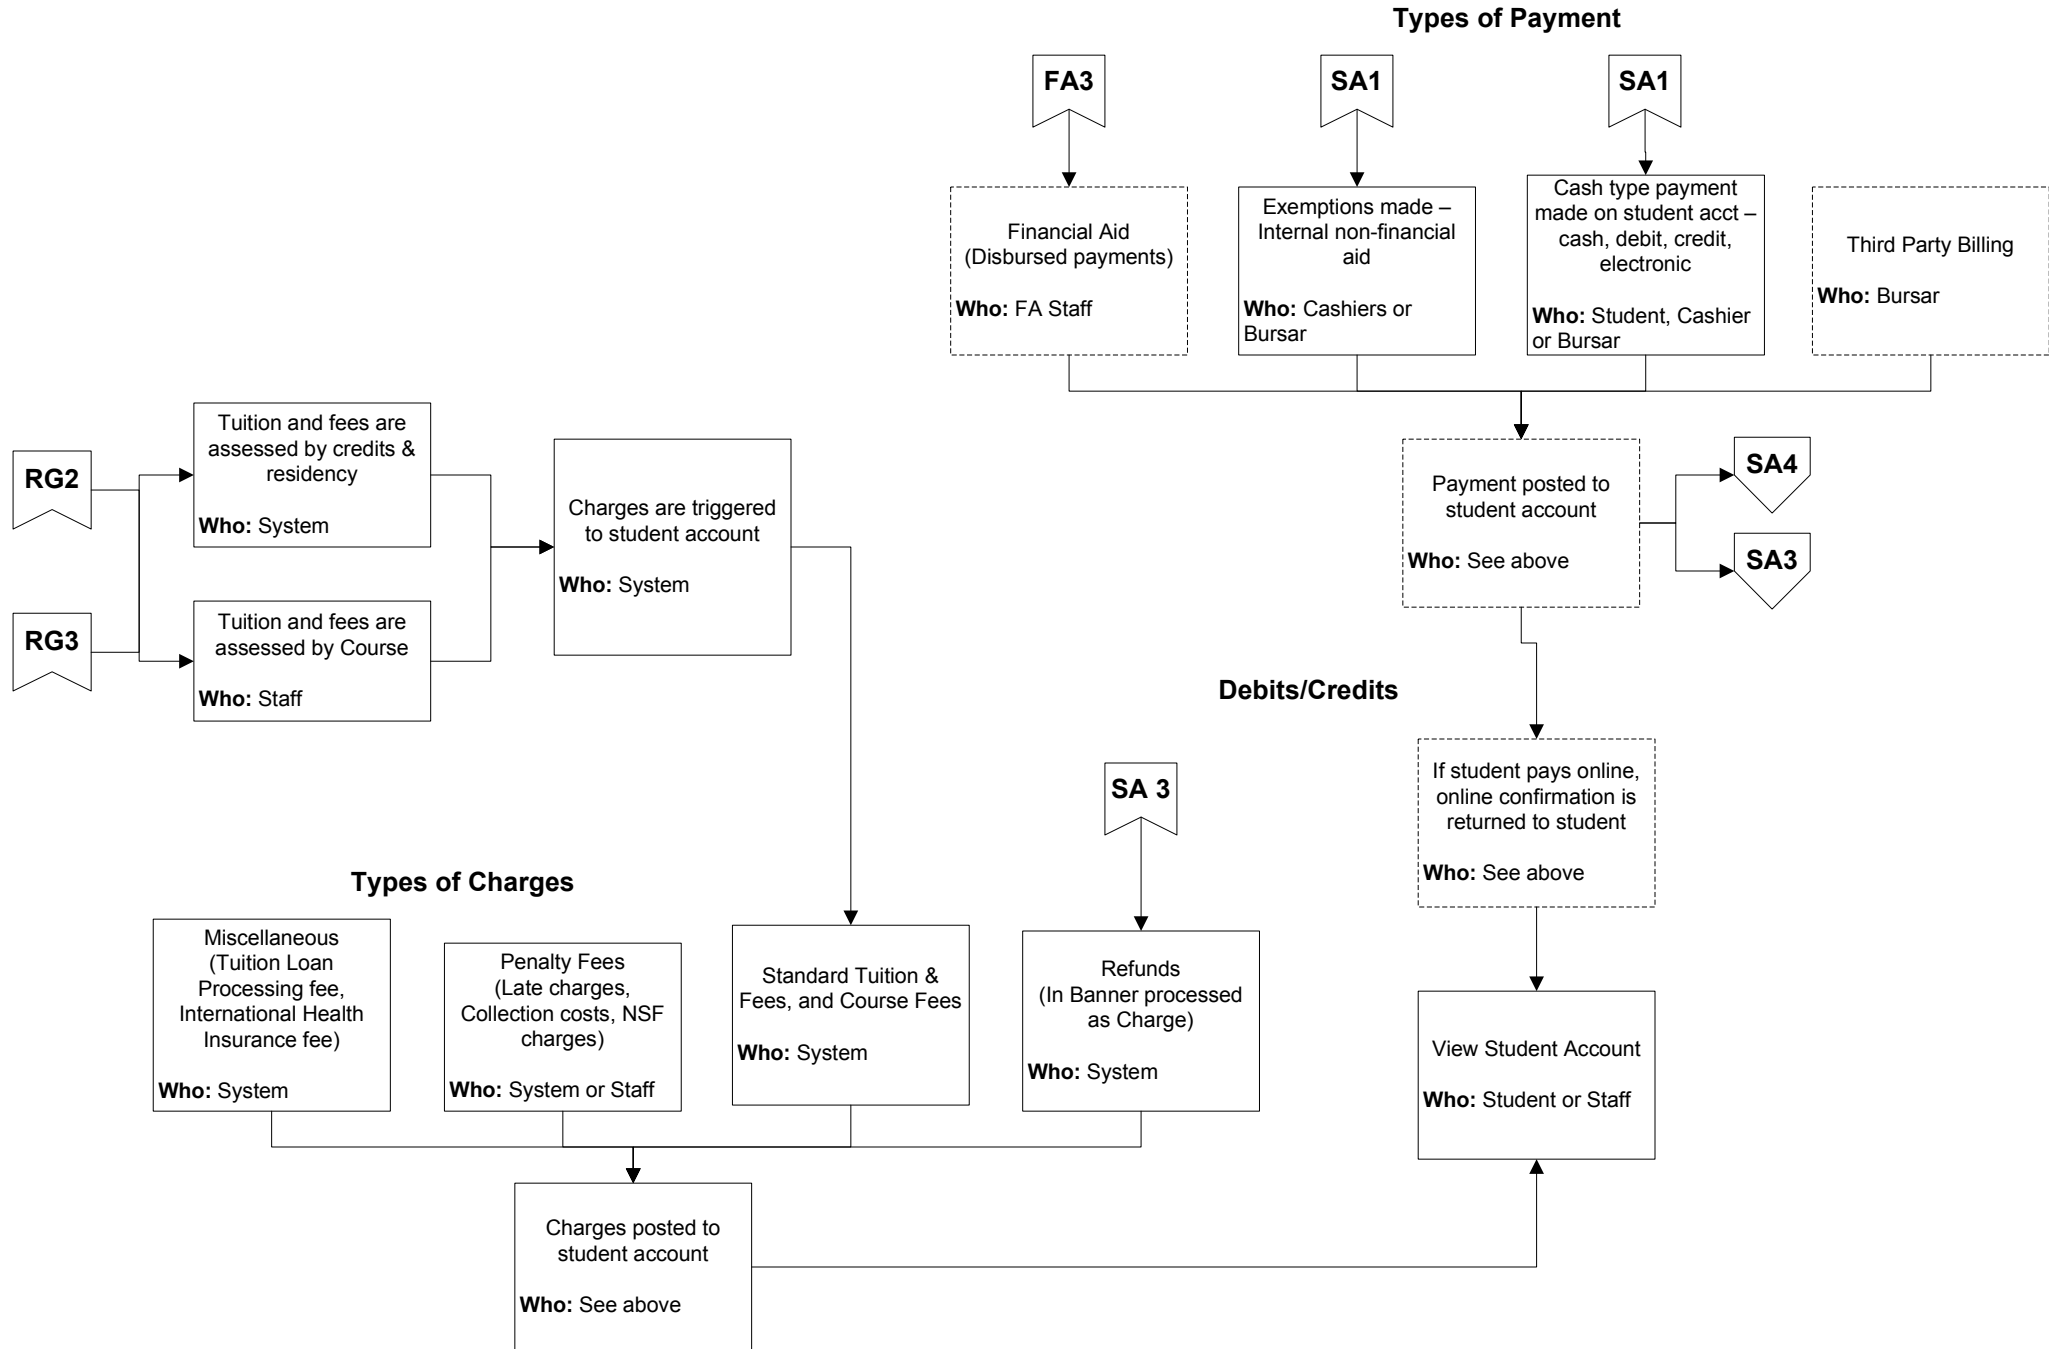 Types of Payment
FA3
SA1
SA1
Financial Aid
(Disbursed payments)
Who: FA Staff
Exemptions made –
Internal non-financial
aid
Who: Cashiers or
Bursar
Cash type payment
made on student acct –
cash, debit, credit,
electronic
Who: Student, Cashier
or Bursar
Third Party Billing
Who: Bursar
RG2
RG3
Tuition and fees are
assessed by credits &
residency
Who: System
Tuition and fees are
assessed by Course
Who: Staff
Charges are triggered
to student account
Who: System
Payment posted to
student account
Who: See above
SA4
SA3
Debits/Credits
SA 3
If student pays online,
online confirmation is
returned to student
Who: See above
Types of Charges
Miscellaneous
(Tuition Loan
Processing fee,
International Health
Insurance fee)
Who: System
Penalty Fees
(Late charges,
Collection costs, NSF
charges)
Who: System or Staff
Standard Tuition &
Fees, and Course Fees
Who: System
Refunds
(In Banner processed
as Charge)
Who: System
View Student Account
Who: Student or Staff
Charges posted to
student account
Who: See above